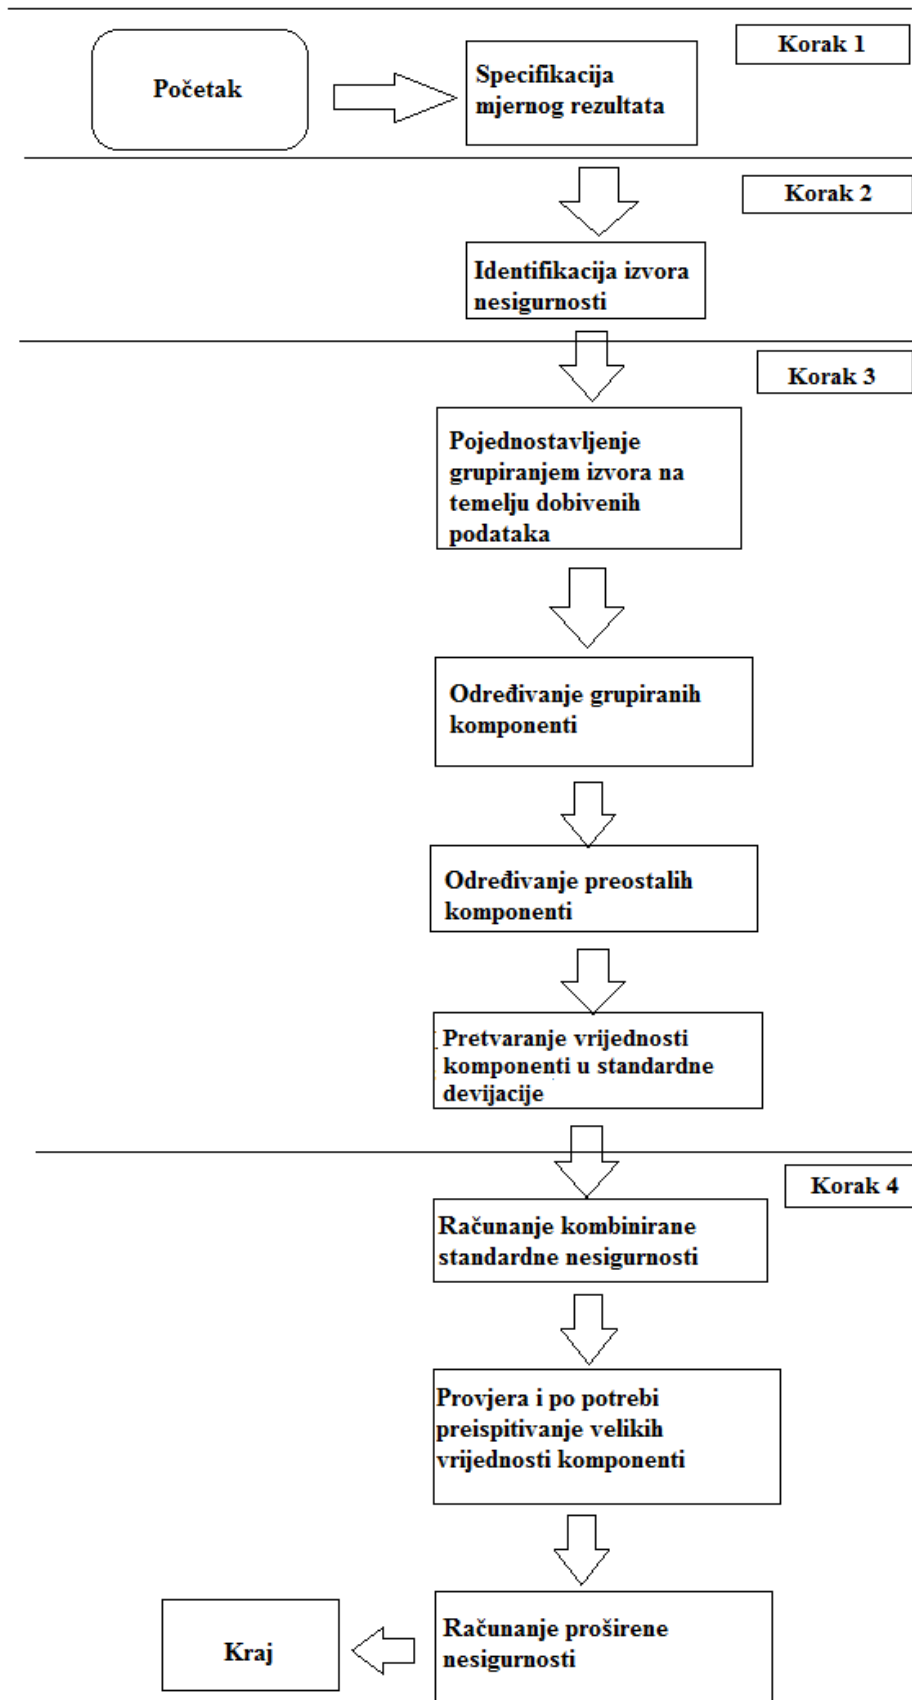 Korak 1
Početak
Specifikacija
mjernog rezultata
Korak 2
Identifikacija izvora
nesigurnosti
Korak 3
Pojednostavljenje
grupiranjem izvora na
temelju dobivenih
podataka
Određivanje grupiranih
komponenti
Određivanje preostalih
komponenti
Pretvaranje vrijednosti
komponenti u standardne
devijacije
Korak 4
Računanje kombinirane
standardne nesigurnosti
Provjera i po potrebi
preispitivanje velikih
vrijednosti komponenti
Računanje proširene
nesigurnosti
Kraj